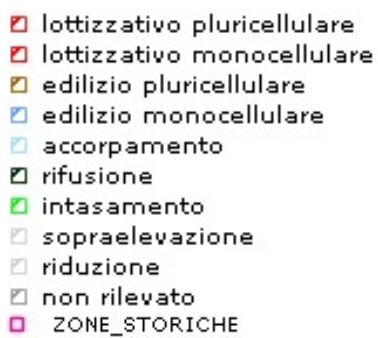 lottizzativo pluricellulare
lottizzativo monocellulare
edilizio pluricellulare
edilizio monocellulare
accorpamento
rifusione
intasamento
sopraelevazione
riduzione
non rilevato
ZONE_STORICHE